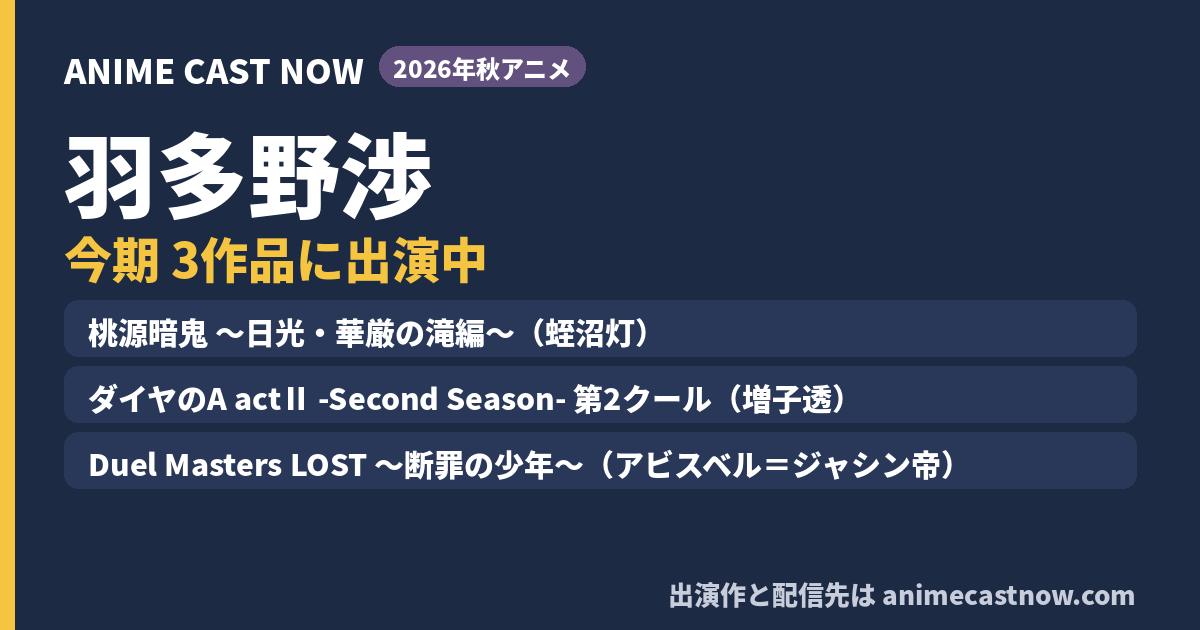 ANIME CAST NOW 2026年秋アニメ
羽多野渉
今期 3作品に出演中
桃源暗鬼 ～日光・華厳の滝編～（蛭沼灯）
ダイヤのA actⅡ -Second Season- 第2クール（増子透）
Duel Masters LOST ～断罪の少年～（アビスベル＝ジャシン帝）
出演作と配信先は animecastnow.com